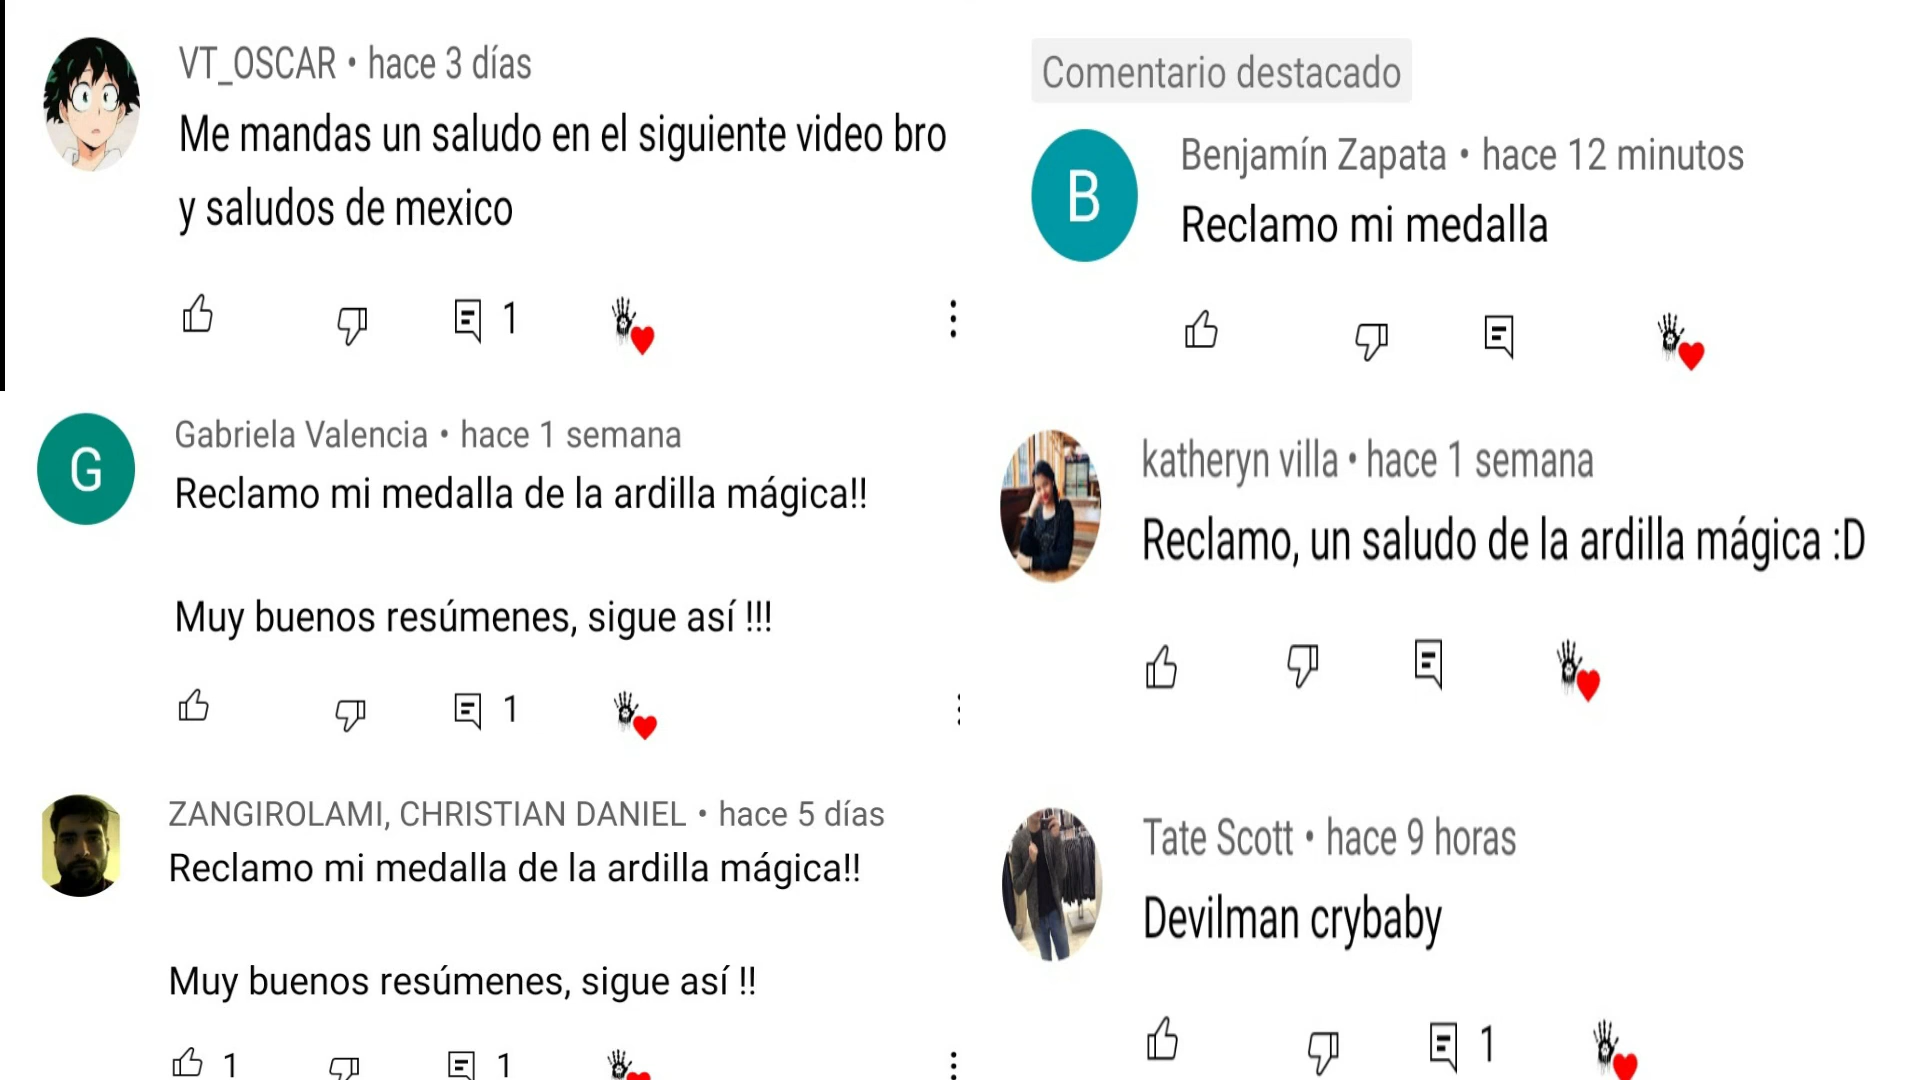 VT_OSCAR • hace 3 días
Me mandas un saludo en el siguiente video bro
y saludos de mexico
1
Gabriela Valencia • hace 1 semana
Reclamo mi medalla de la ardilla mágica!!
Muy buenos resúmenes, sigue así !!!
1
ZANGIROLAMI, CHRISTIAN DANIEL • hace 5 días
Reclamo mi medalla de la ardilla mágica!!
Muy buenos resúmenes, sigue así !!
1 1
Comentario destacado
B
Benjamín Zapata • hace 12 minutos
Reclamo mi medalla
katheryn villa • hace 1 semana
Reclamo, un saludo de la ardilla mágica :D
Tate Scott • hace 9 horas
Devilman crybaby
1
G